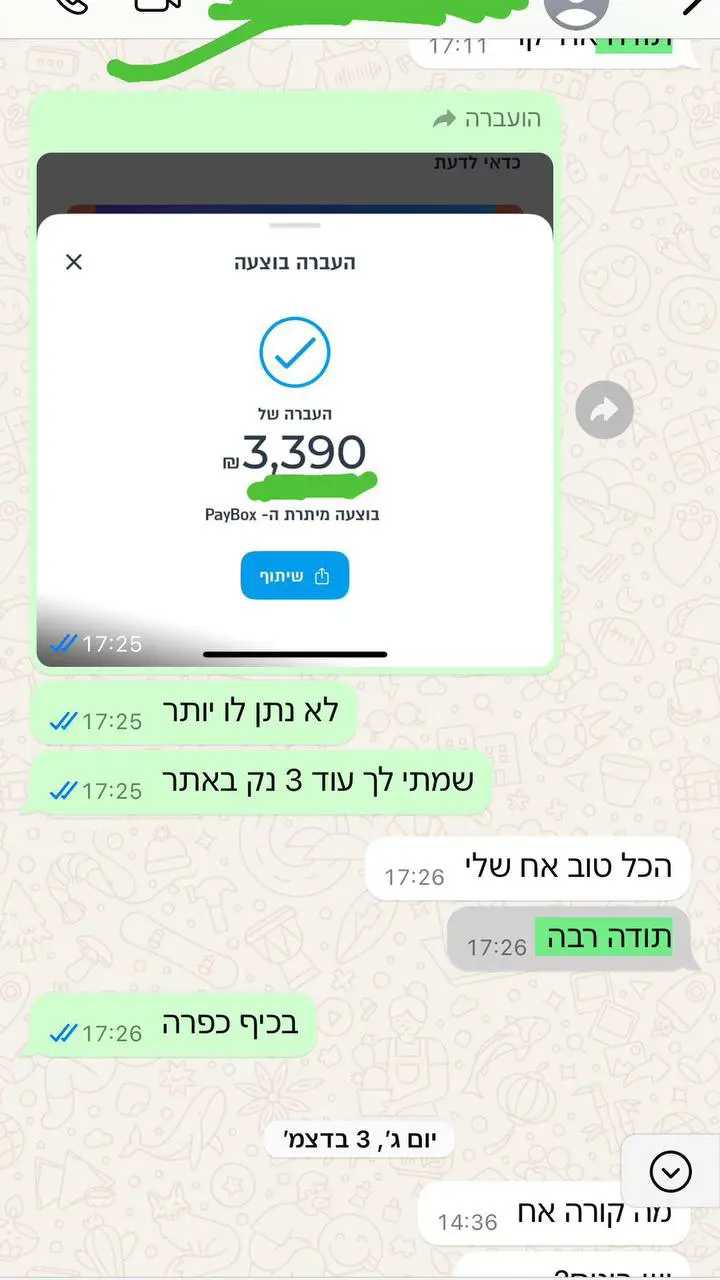 17:11
הועברה
כדאי לדעת
העברה בוצעה
העברה של
3,390 ₪
בוצעה מיתרת ה- PayBox
שיתוף
17:25
לא נתן לו יותר 17:25
שמתי לך עוד 3 נק באתר 17:25
הכל טוב אח שלי 17:26
תודה רבה 17:26
בכיף כפרה 17:26
יום ג׳, 3 בדצמ׳
מה קורה אח 14:36